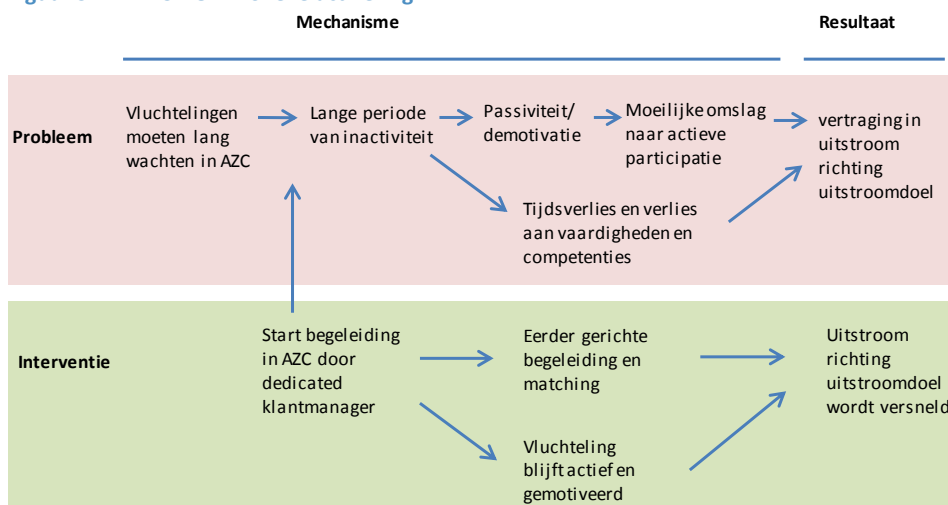 Mechanisme
Resultaat
Probleem
Vluchtelingen
moeten lang
wachten in AZC
Lange periode
van inactiviteit
Passiviteit/
demotivatie
Moeilijke omslag
naar actieve
participatie
vertraging in
uitstroom
richting
uitstroomdoel
Tijdsverlies en verlies
aan vaardigheden en
competenties
Interventie
Start begeleiding
in AZC door
dedicated
klantmanager
Eerder gerichte
begeleiding en
matching
Uitstroom
richting
uitstroomdoel
wordt versneld
Vluchteling
blijft actief en
gemotiveerd